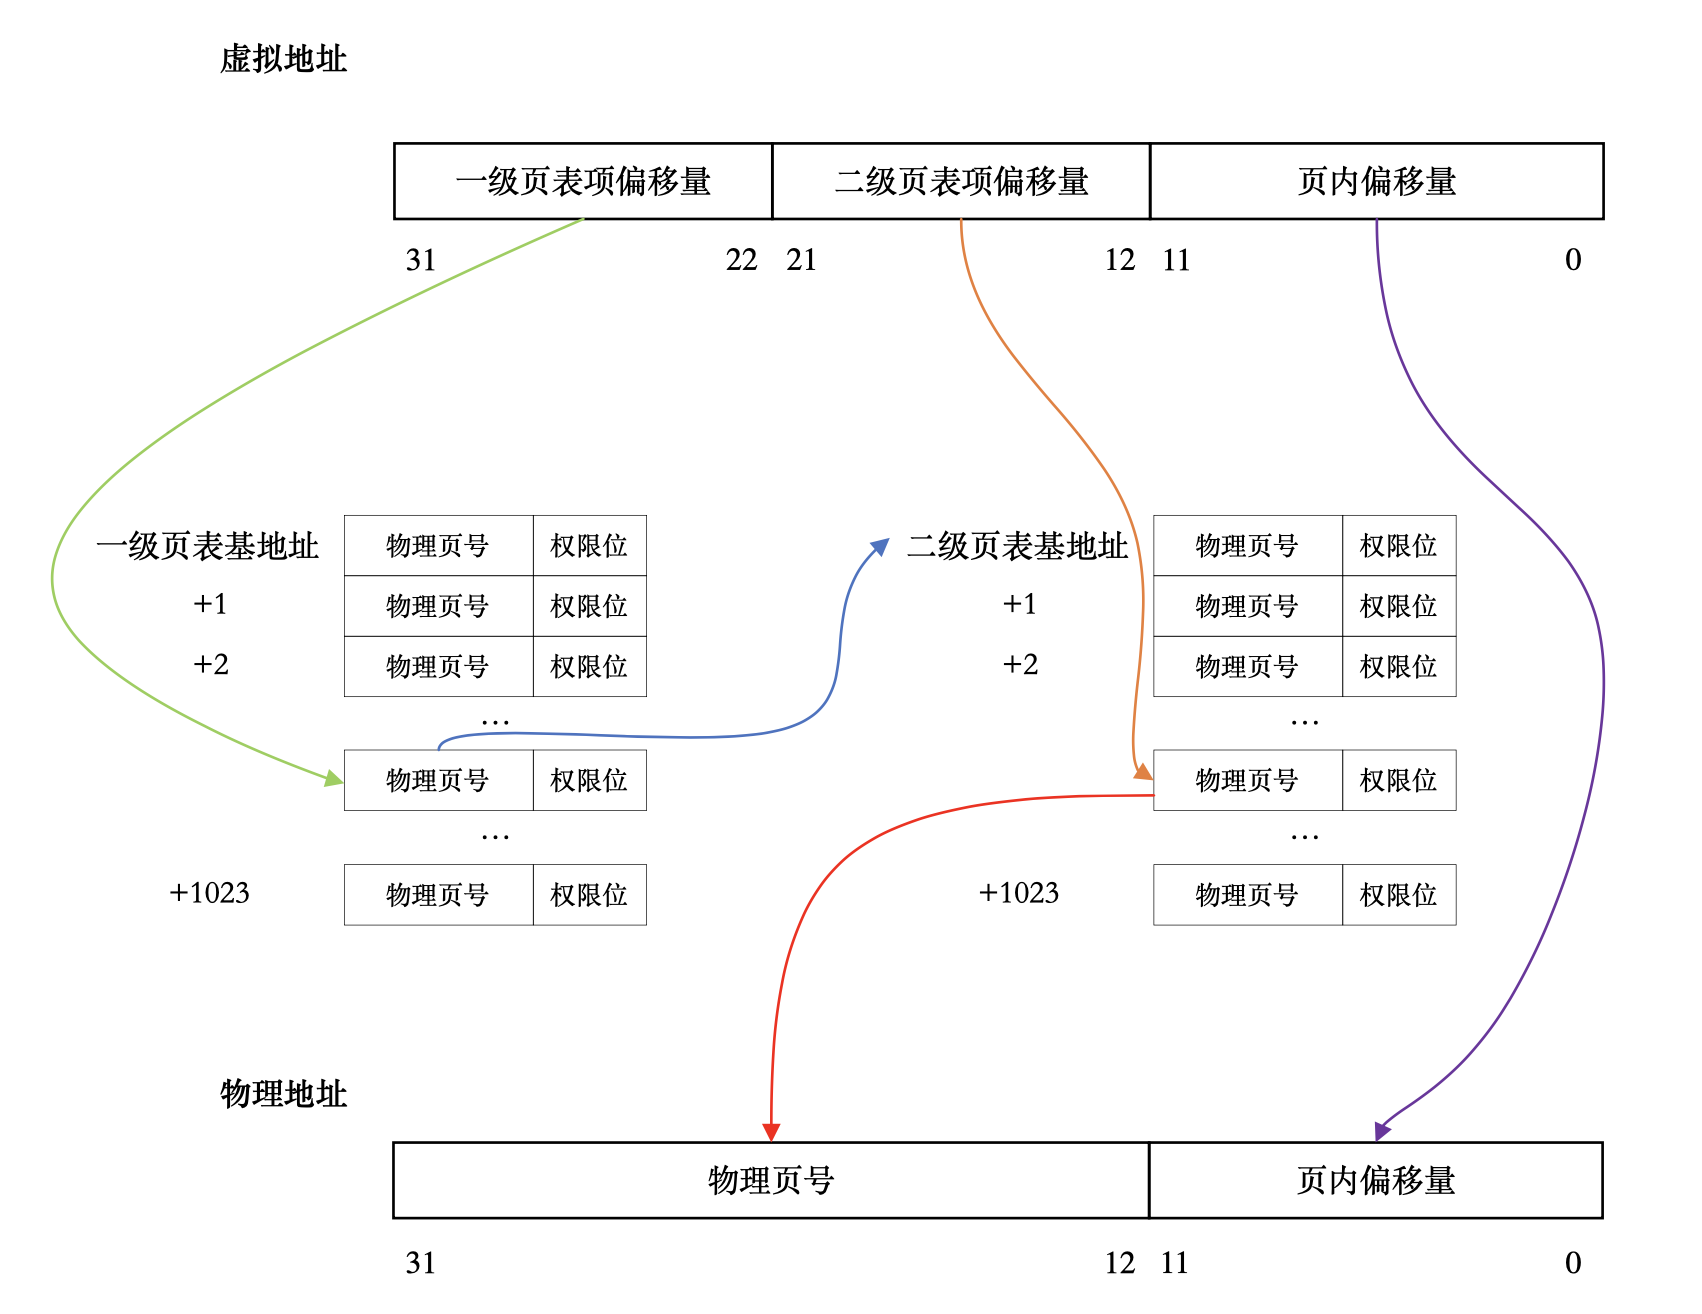 虚拟地址
一级页表项偏移量 二级页表项偏移量 页内偏移量
31 22 21 12 11 0
一级页表基地址 物理页号 权限位 二级页表基地址 物理页号 权限位
+1 物理页号 权限位 +1 物理页号 权限位
+2 物理页号 权限位 +2 物理页号 权限位
… …
物理页号 权限位 物理页号 权限位
… …
+1023 物理页号 权限位 +1023 物理页号 权限位
物理地址
物理页号 页内偏移量
31 12 11 0